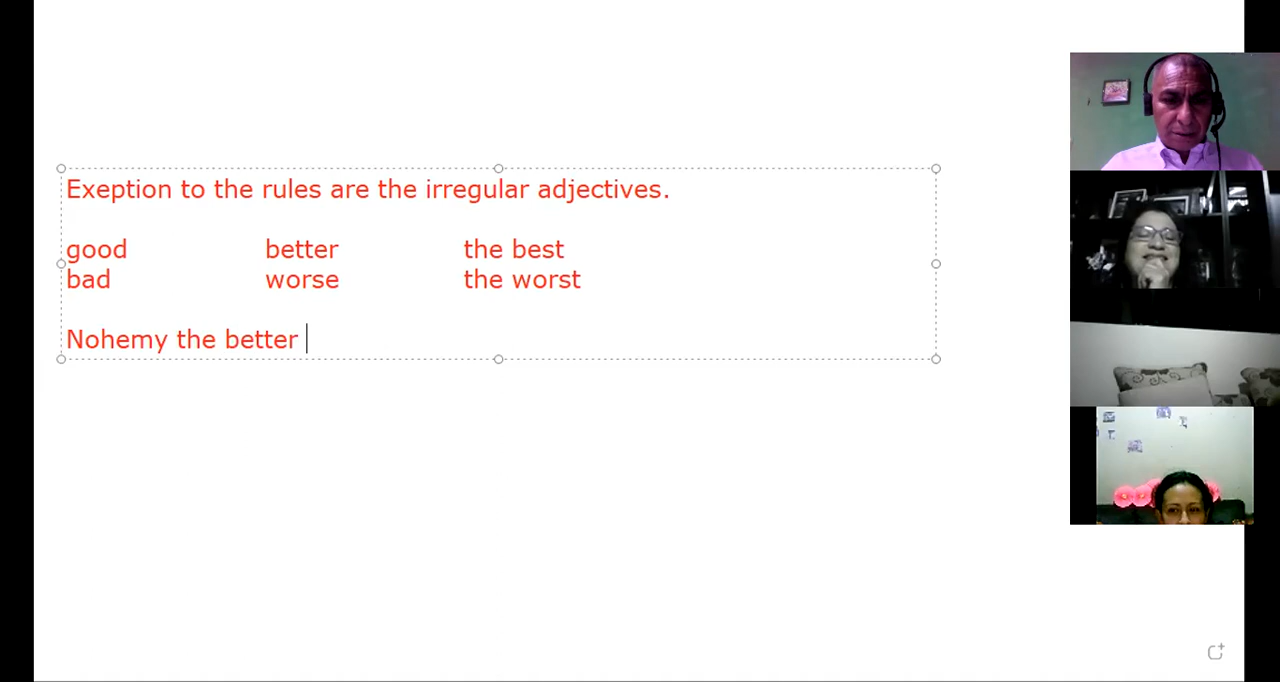 Exeption to the rules are the irregular adjectives.
good better the best
bad worse the worst
Nohemy the better